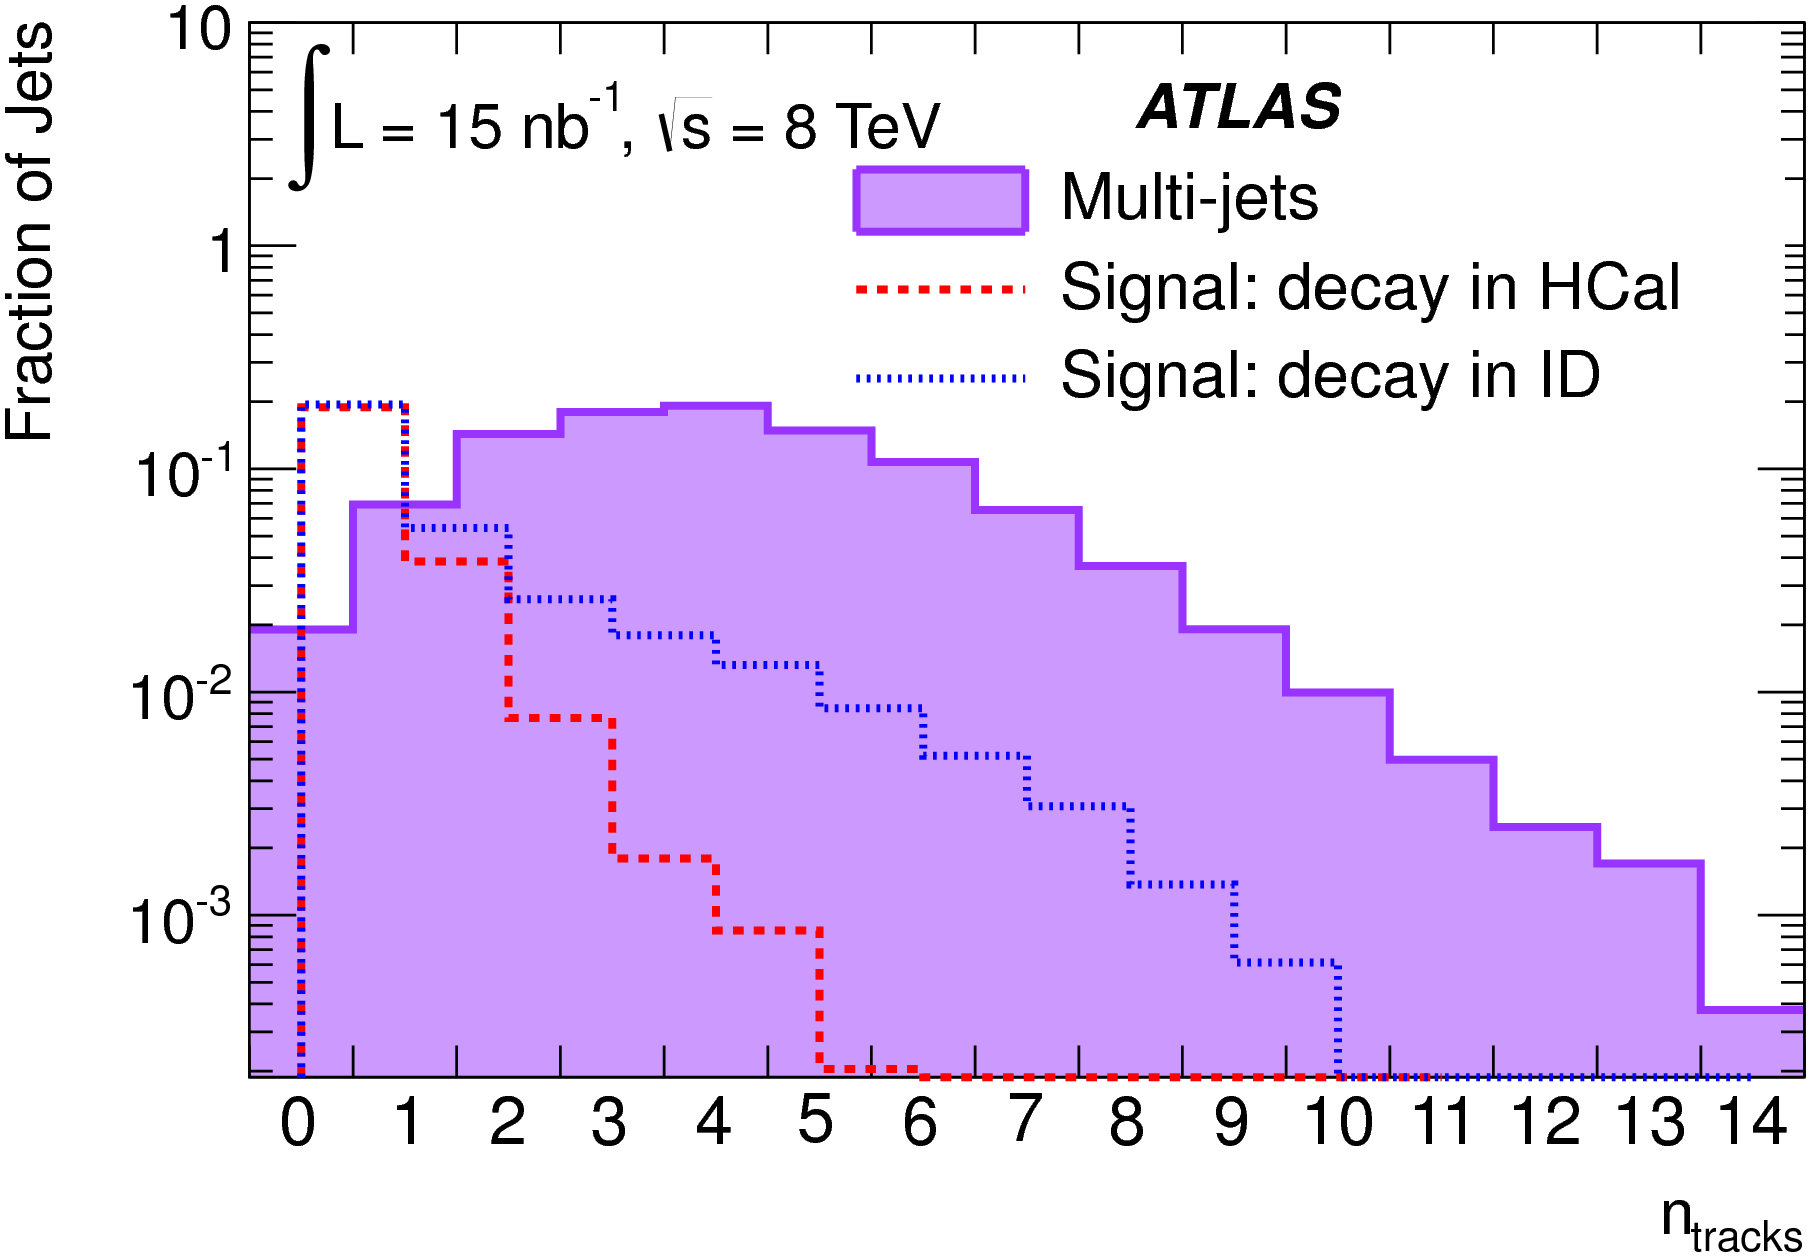 Fraction of Jets
10
1
10⁻¹
10⁻²
10⁻³
∫L = 15 nb⁻¹, √s = 8 TeV
ATLAS
Multi-jets
Signal: decay in HCal
Signal: decay in ID
0 1 2 3 4 5 6 7 8 9 10 11 12 13 14
n_tracks